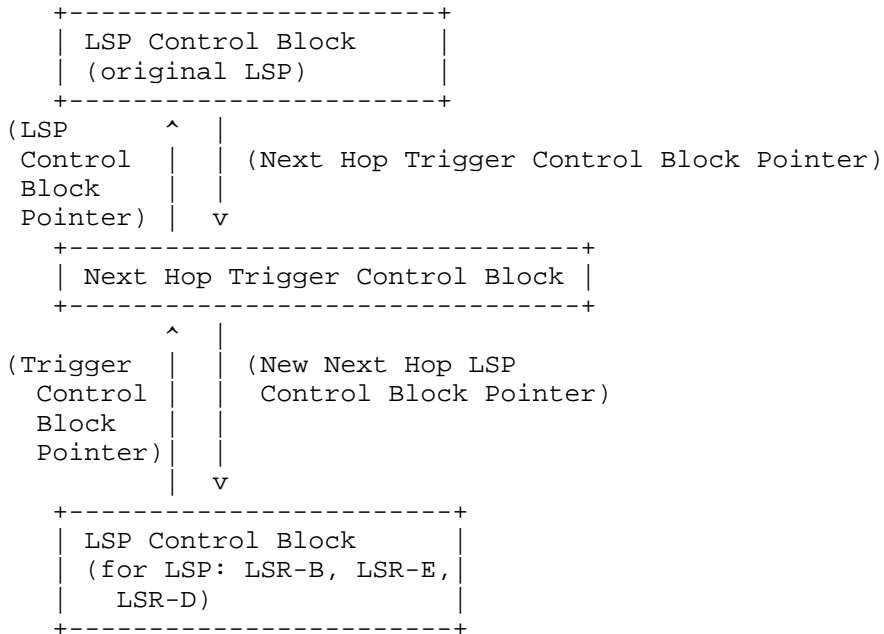 +-----------------------+
| LSP Control Block     |
| (original LSP)        |
+-----------------------+
(LSP      ^  |
 Control  |  | (Next Hop Trigger Control Block Pointer)
 Block    |  |
 Pointer) |  v
+--------------------------------+
| Next Hop Trigger Control Block |
+--------------------------------+
          ^  |
(Trigger  |  | (New Next Hop LSP
  Control |  |  Control Block Pointer)
  Block   |  |
  Pointer)|  |
          |  v
+------------------------+
| LSP Control Block      |
| (for LSP: LSR-B, LSR-E,|
|   LSR-D)               |
+------------------------+